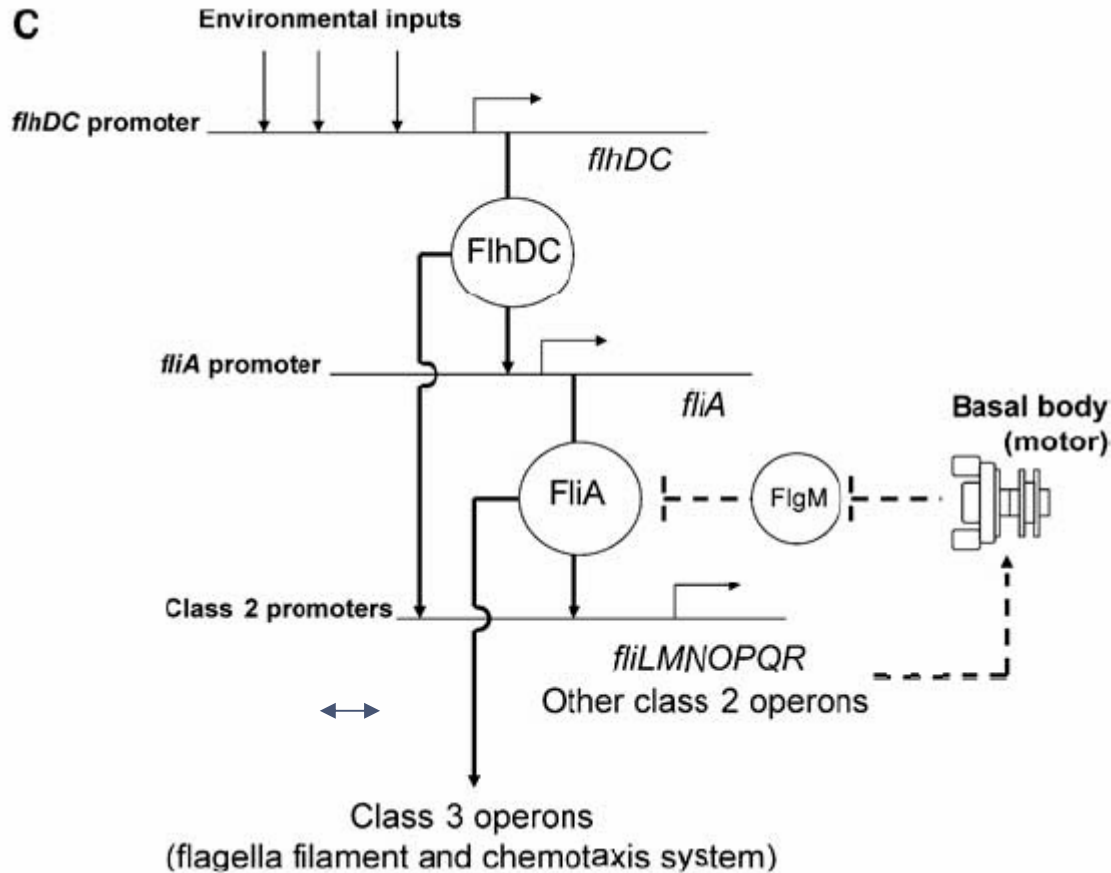 C
Environmental inputs
flhDC promoter
flhDC
FlhDC
fliA promoter
fliA
Basal body
(motor)
FliA
FlgM
Class 2 promoters
fliLMNOPQR
Other class 2 operons
Class 3 operons
(flagella filament and chemotaxis system)